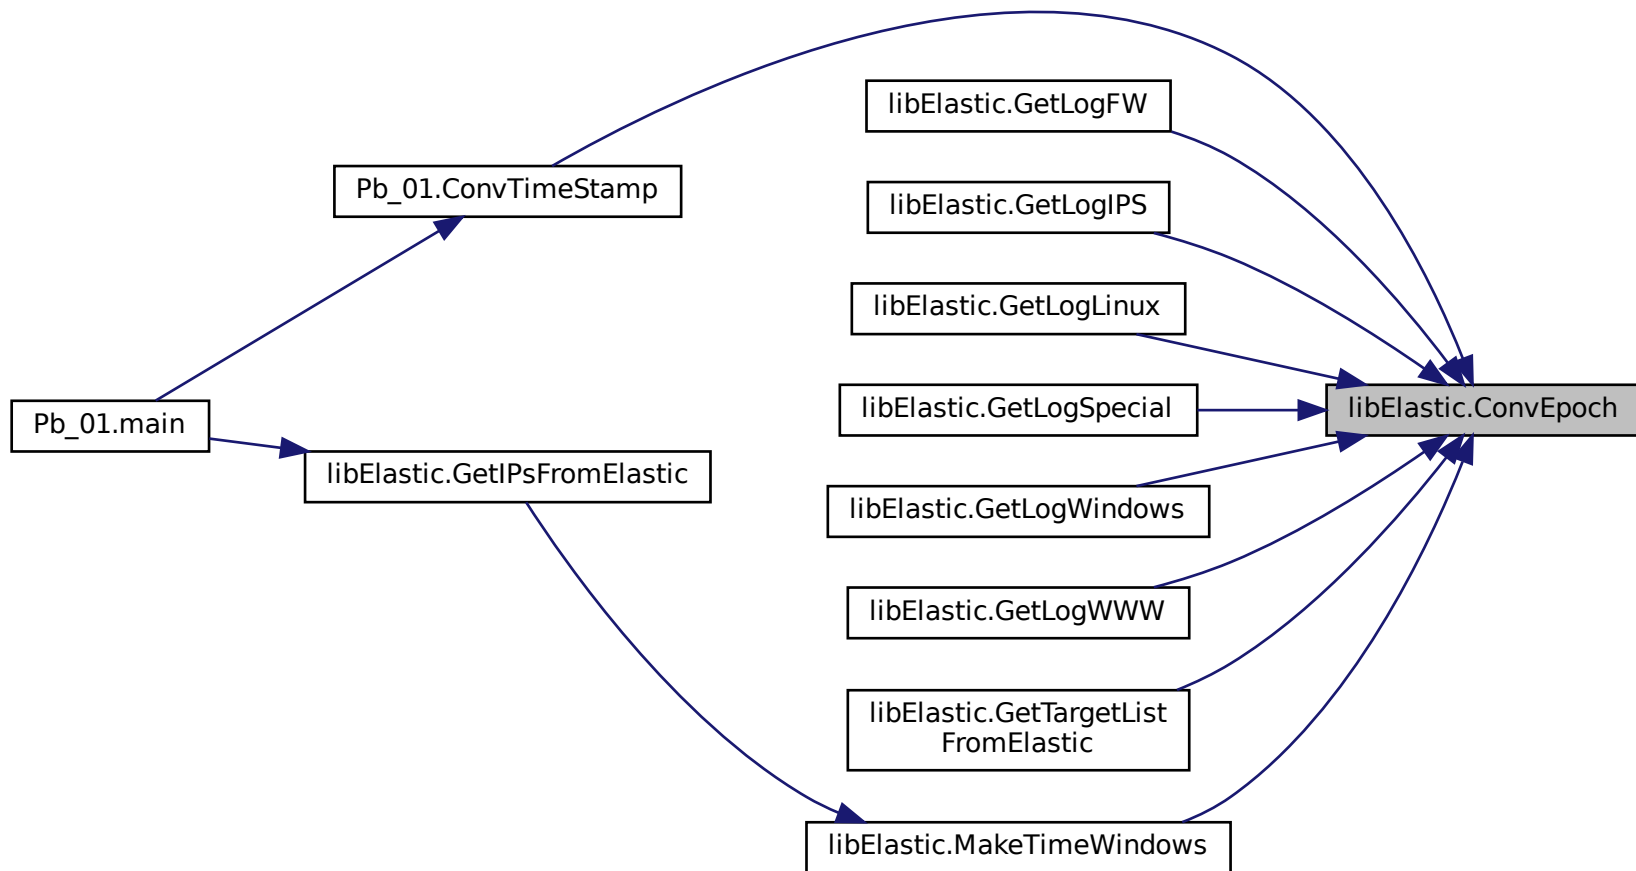 libElastic.GetLogFW
Pb_01.ConvTimeStamp
libElastic.GetLogIPS
libElastic.GetLogLinux
libElastic.GetLogSpecial
libElastic.ConvEpoch
Pb_01.main
libElastic.GetIPsFromElastic
libElastic.GetLogWindows
libElastic.GetLogWWW
libElastic.GetTargetList
FromElastic
libElastic.MakeTimeWindows